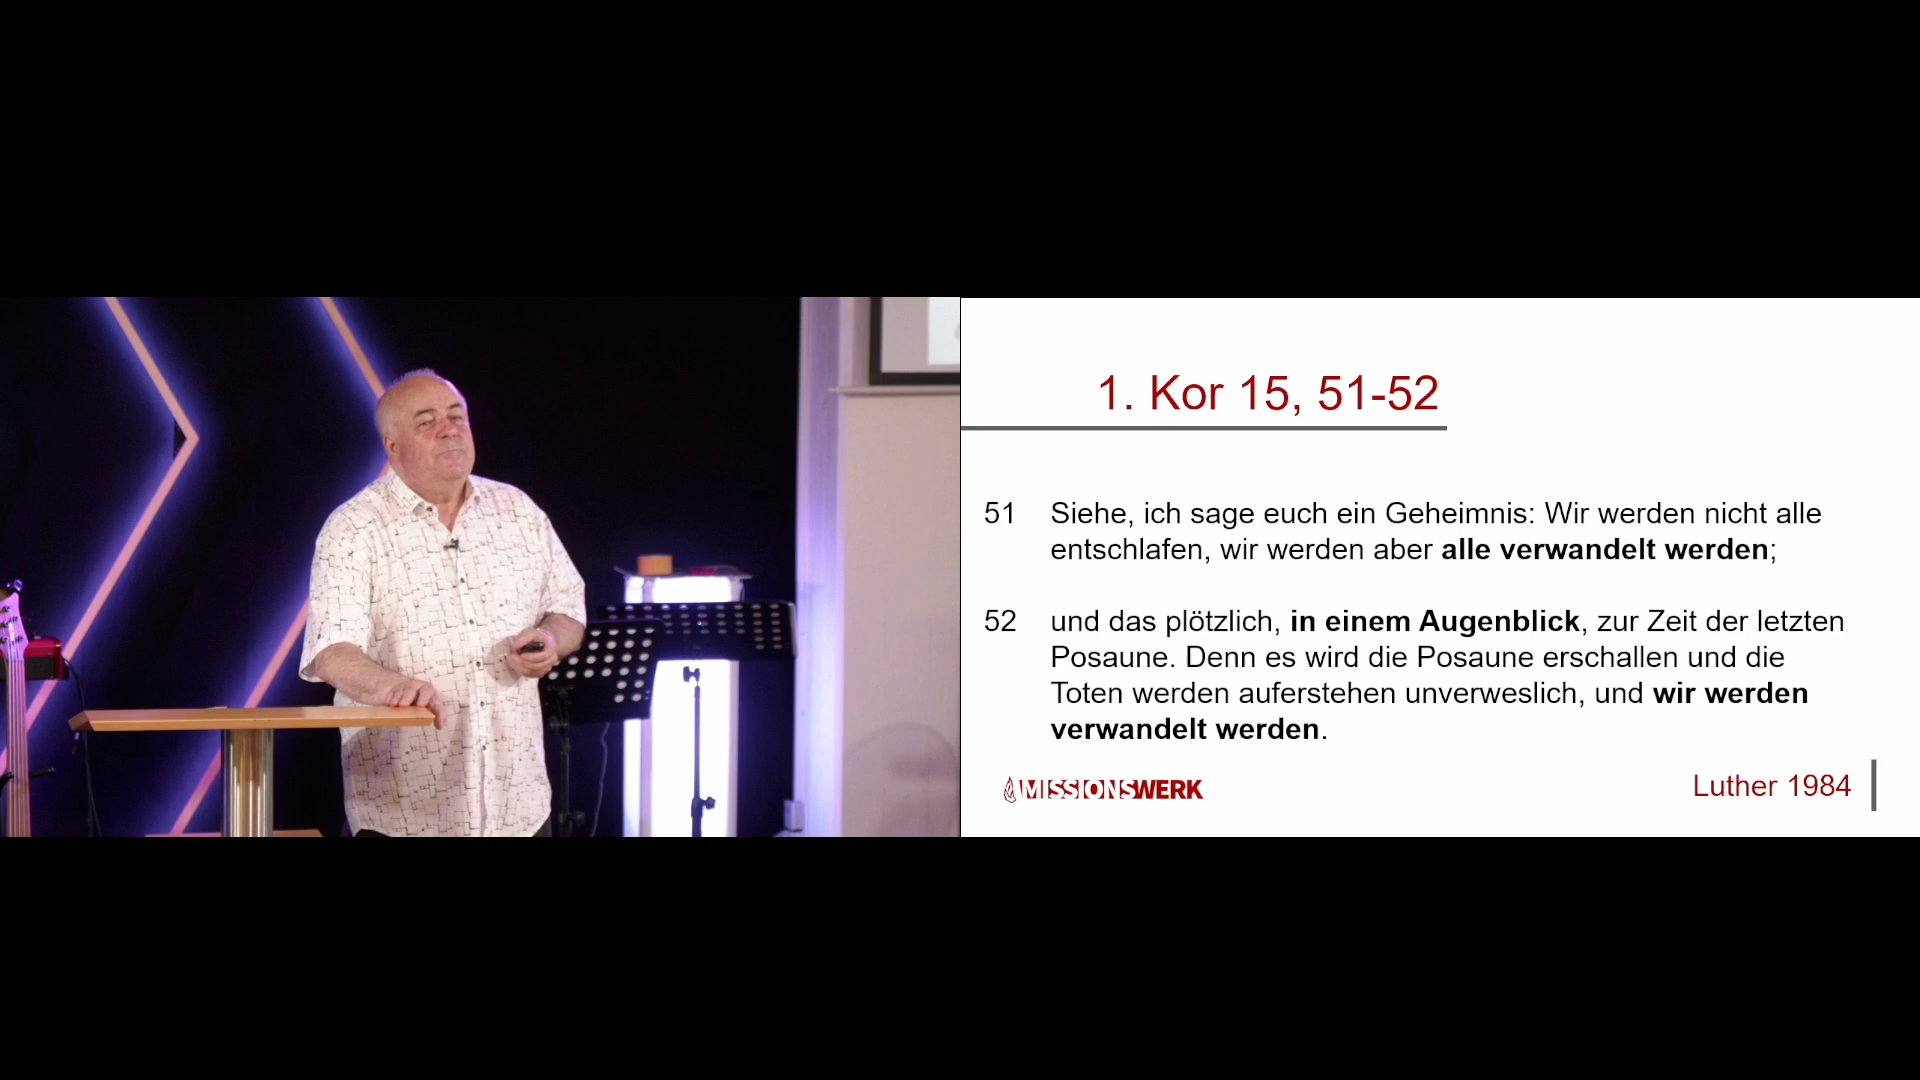 1. Kor 15, 51-52
51 Siehe, ich sage euch ein Geheimnis: Wir werden nicht alle
entschlafen, wir werden aber alle verwandelt werden;
52 und das plötzlich, in einem Augenblick, zur Zeit der letzten
Posaune. Denn es wird die Posaune erschallen und die
Toten werden auferstehen unverweslich, und wir werden
verwandelt werden.
MISSIONSWERK
Luther 1984